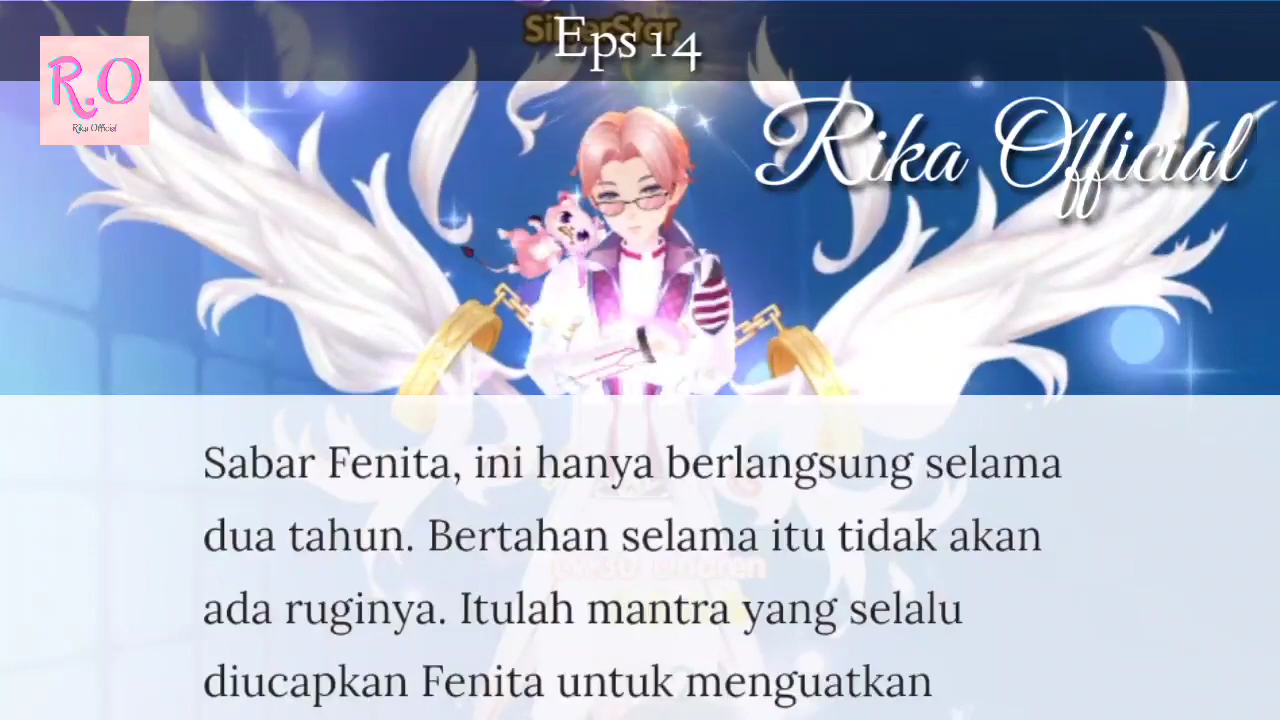 SilverStar
Eps 14
R.O
Rika Official
Rika Official
Sabar Fenita, ini hanya berlangsung selama
dua tahun. Bertahan selama itu tidak akan
ada ruginya. Itulah mantra yang selalu
diucapkan Fenita untuk menguatkan